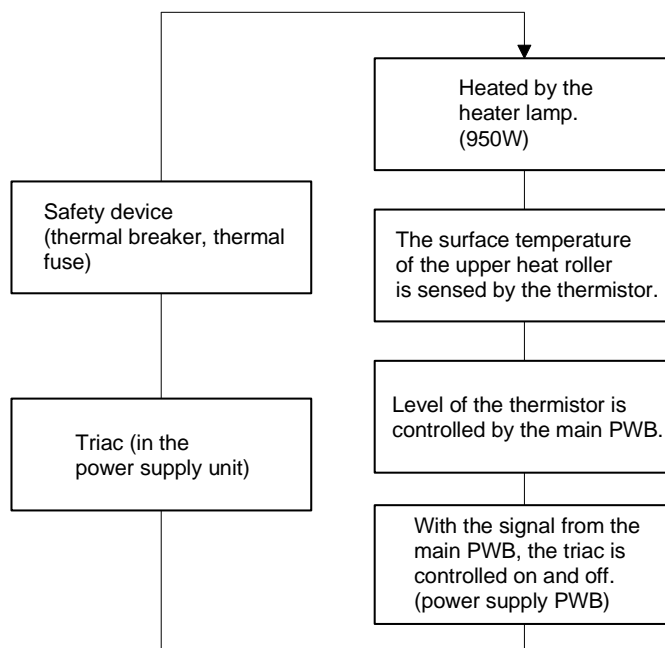 Heated by the
heater lamp.
(950W)
Safety device
(thermal breaker, thermal
fuse)
The surface temperature
of the upper heat roller
is sensed by the thermistor.
Level of the thermistor is
controlled by the main PWB.
Triac (in the
power supply unit)
With the signal from the
main PWB, the triac is
controlled on and off.
(power supply PWB)